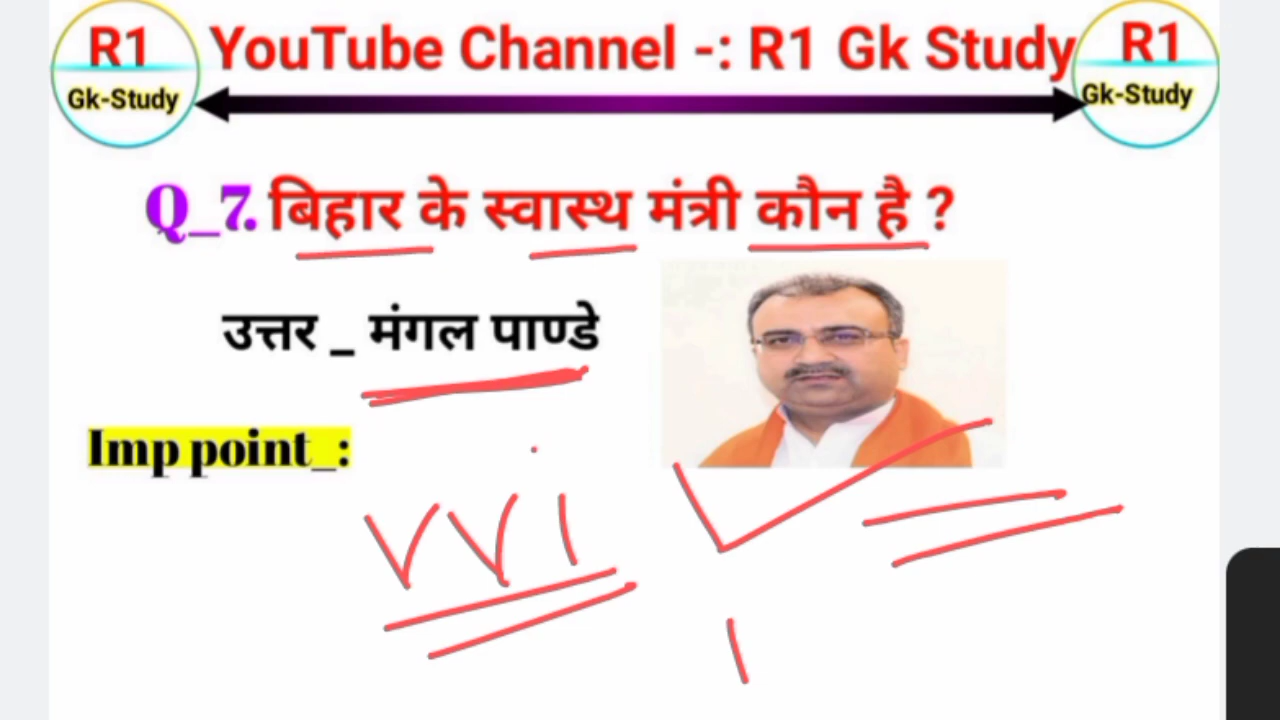 R1
Gk-Study
YouTube Channel -: R1 Gk Study
R1
Gk-Study
Q_7. बिहार के स्वास्थ मंत्री कौन है ?
उत्तर _ मंगल पाण्डे
Imp point_:
VVI